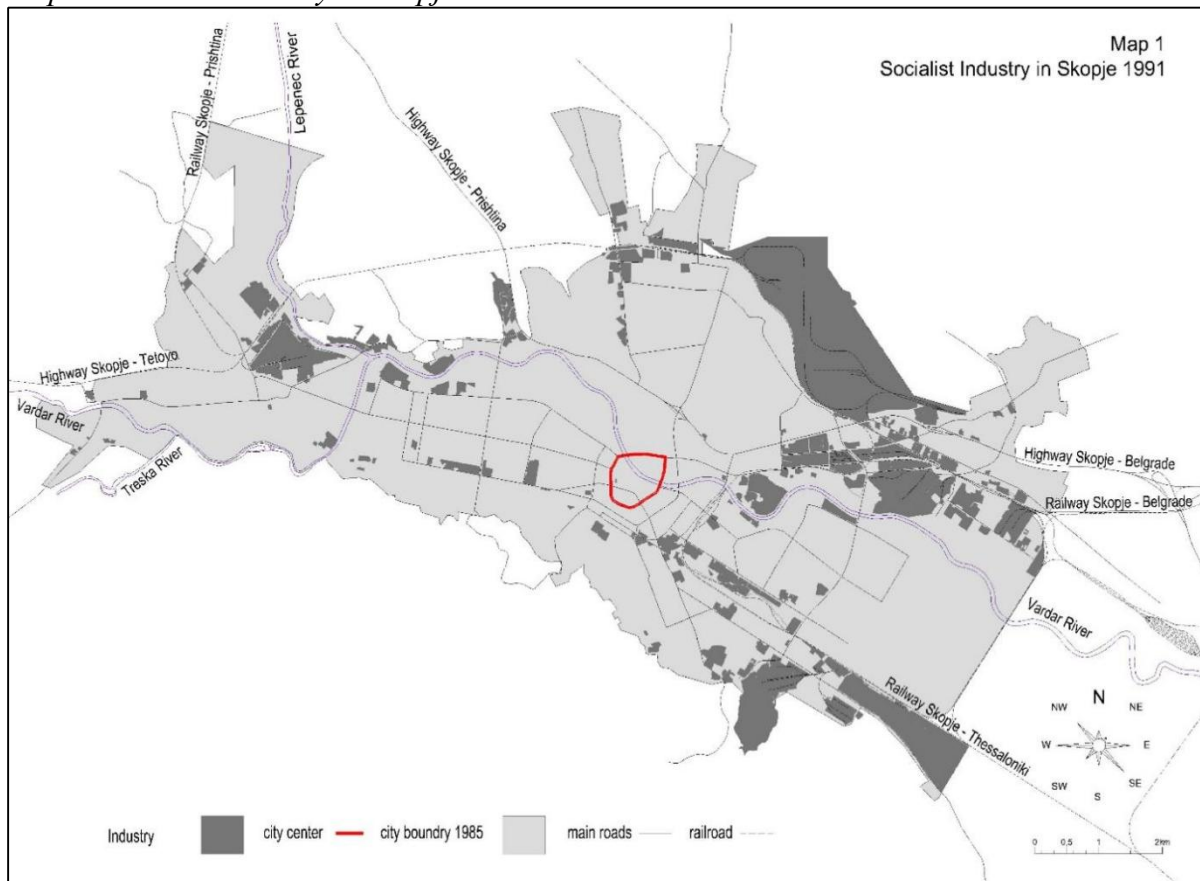 Map 1
Socialist Industry in Skopje 1991
Railway Skopje - Prishtina
Lepenec River
Highway Skopje - Prishtina
Highway Skopje - Tetovo
Vardar River
Treska River
Highway Skopje - Belgrade
Railway Skopje - Belgrade
Vardar River
Railway Skopje - Thessaloniki
N
NW NE
W E
SW SE
S
Industry city center city boundry 1985 main roads railroad
0 0,5 1 2km